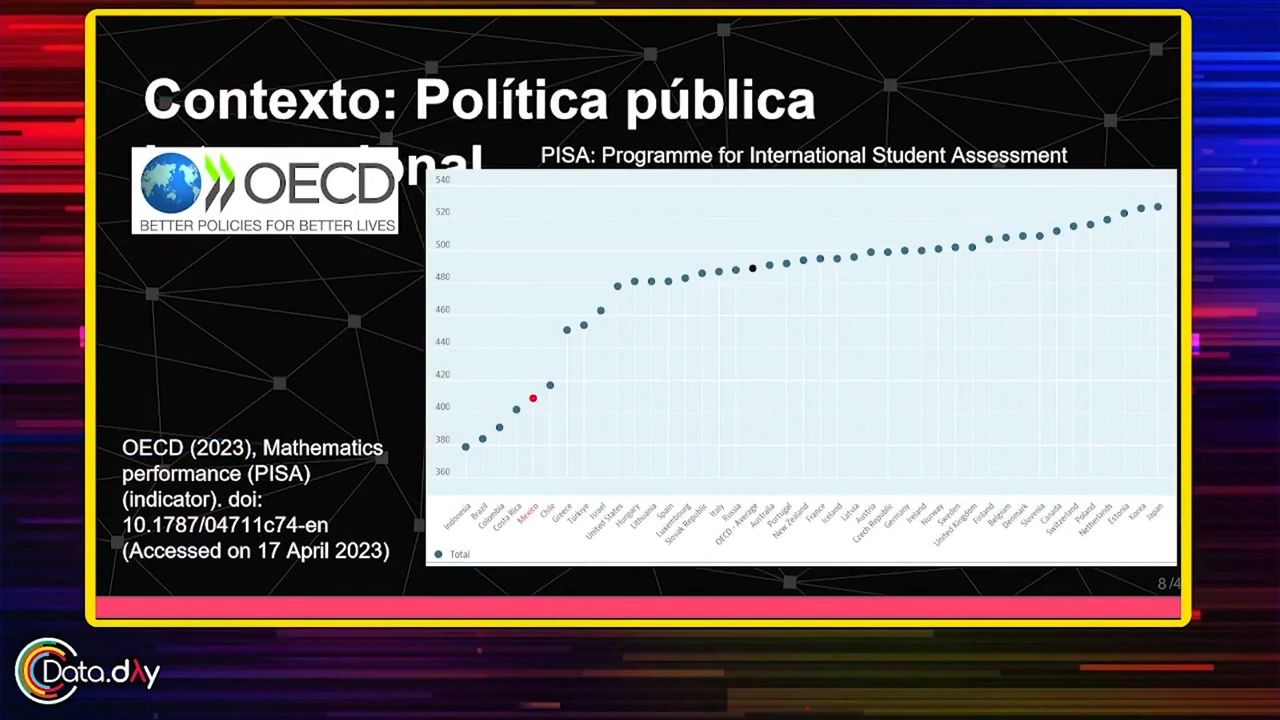 Contexto: Política pública
onal
OECD
BETTER POLICIES FOR BETTER LIVES
PISA: Programme for International Student Assessment
540
520
500
480
460
440
420
400
380
360
Indonesia
Brazil
Colombia
Costa Rica
Mexico
Chile
Greece
Türkiye
Israel
United States
Hungary
Lithuania
Spain
Luxembourg
Slovak Republic
Italy
Russia
OECD - Average
Australia
Portugal
New Zealand
France
Iceland
Latvia
Austria
Czech Republic
Germany
Ireland
Norway
Sweden
United Kingdom
Finland
Belgium
Denmark
Slovenia
Canada
Switzerland
Poland
Netherlands
Estonia
Korea
Japan
Total
OECD (2023), Mathematics
performance (PISA)
(indicator). doi:
10.1787/04711c74-en
(Accessed on 17 April 2023)
8 /4
Data.dλy